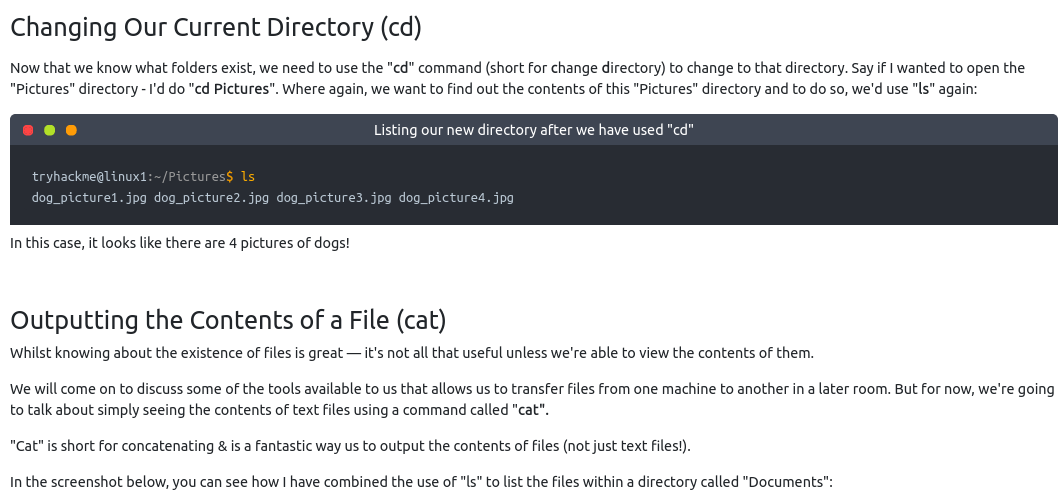 Changing Our Current Directory (cd)
Now that we know what folders exist, we need to use the "cd" command (short for change directory) to change to that directory. Say if I wanted to open the
"Pictures" directory - I'd do "cd Pictures". Where again, we want to find out the contents of this "Pictures" directory and to do so, we'd use "ls" again:
Listing our new directory after we have used "cd"
tryhackme@linux1:~/Pictures$ ls
dog_picture1.jpg dog_picture2.jpg dog_picture3.jpg dog_picture4.jpg
In this case, it looks like there are 4 pictures of dogs!
Outputting the Contents of a File (cat)
Whilst knowing about the existence of files is great — it's not all that useful unless we're able to view the contents of them.
We will come on to discuss some of the tools available to us that allows us to transfer files from one machine to another in a later room. But for now, we're going
to talk about simply seeing the contents of text files using a command called "cat".
"Cat" is short for concatenating & is a fantastic way us to output the contents of files (not just text files!).
In the screenshot below, you can see how I have combined the use of "ls" to list the files within a directory called "Documents":